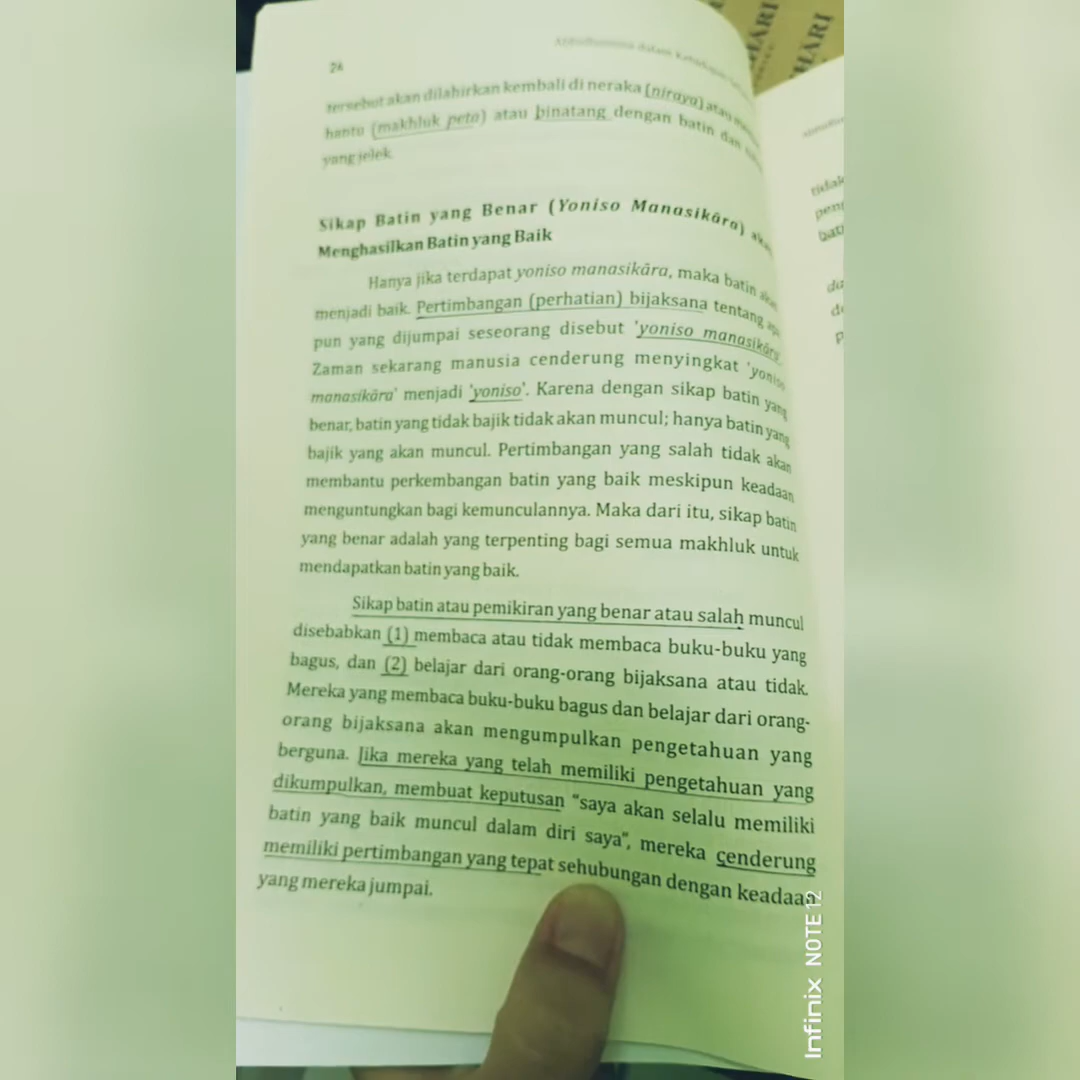 26
Abhidhamma dalam Kehidupan
tersebut akan dilahirkan kembali di neraka (niraya) atau
hantu (makhluk peta) atau binatang dengan batin dan
yang jelek.
Sikap Batin yang Benar (Yoniso Manasikāra) akan
Menghasilkan Batin yang Baik
Hanya jika terdapat yoniso manasikāra, maka batin akan
menjadi baik. Pertimbangan (perhatian) bijaksana tentang apa
pun yang dijumpai seseorang disebut 'yoniso manasikāra'.
Zaman sekarang manusia cenderung menyingkat 'yoniso
manasikāra' menjadi 'yoniso'. Karena dengan sikap batin yang
benar, batin yang tidak bajik tidak akan muncul; hanya batin yang
bajik yang akan muncul. Pertimbangan yang salah tidak akan
membantu perkembangan batin yang baik meskipun keadaan
menguntungkan bagi kemunculannya. Maka dari itu, sikap batin
yang benar adalah yang terpenting bagi semua makhluk untuk
mendapatkan batin yang baik.
Sikap batin atau pemikiran yang benar atau salah muncul
disebabkan (1) membaca atau tidak membaca buku-buku yang
bagus, dan (2) belajar dari orang-orang bijaksana atau tidak.
Mereka yang membaca buku-buku bagus dan belajar dari orang-
orang bijaksana akan mengumpulkan pengetahuan yang
berguna. Jika mereka yang telah memiliki pengetahuan yang
dikumpulkan, membuat keputusan "saya akan selalu memiliki
batin yang baik muncul dalam diri saya", mereka cenderung
memiliki pertimbangan yang tepat sehubungan dengan keadaan
yang mereka jumpai.
HARI
HARI
tidak
Infinix NOTE 12